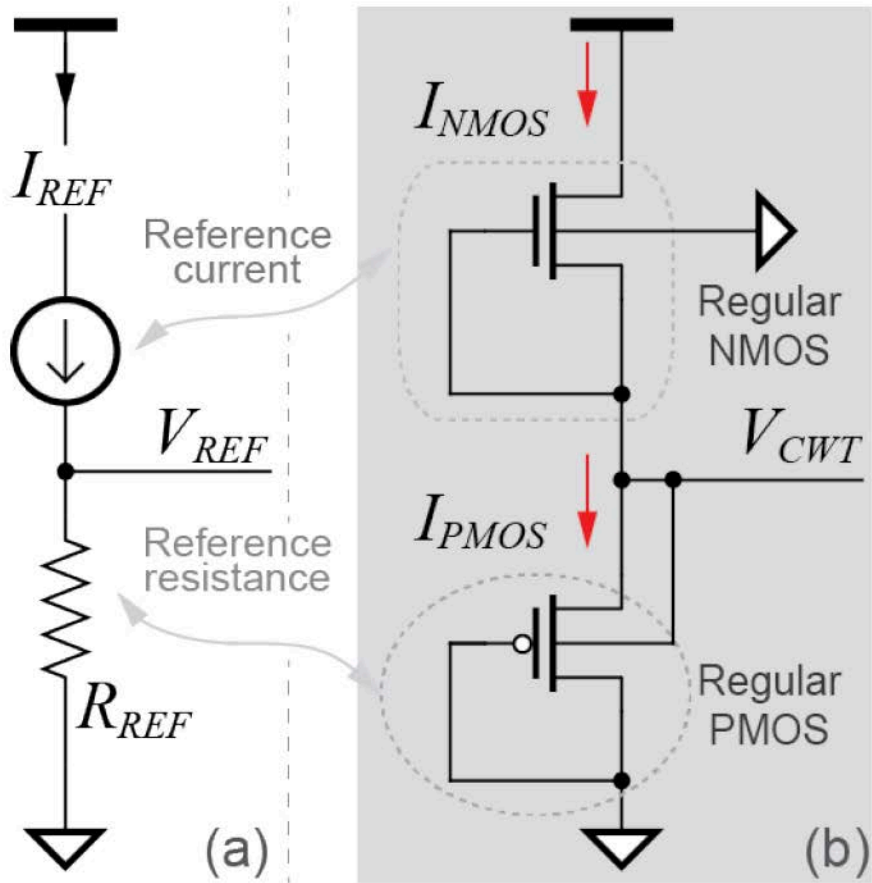 I_REF
Reference
current
V_REF
Reference
resistance
R_REF
(a)
I_NMOS
Regular
NMOS
V_CWT
I_PMOS
Regular
PMOS
(b)